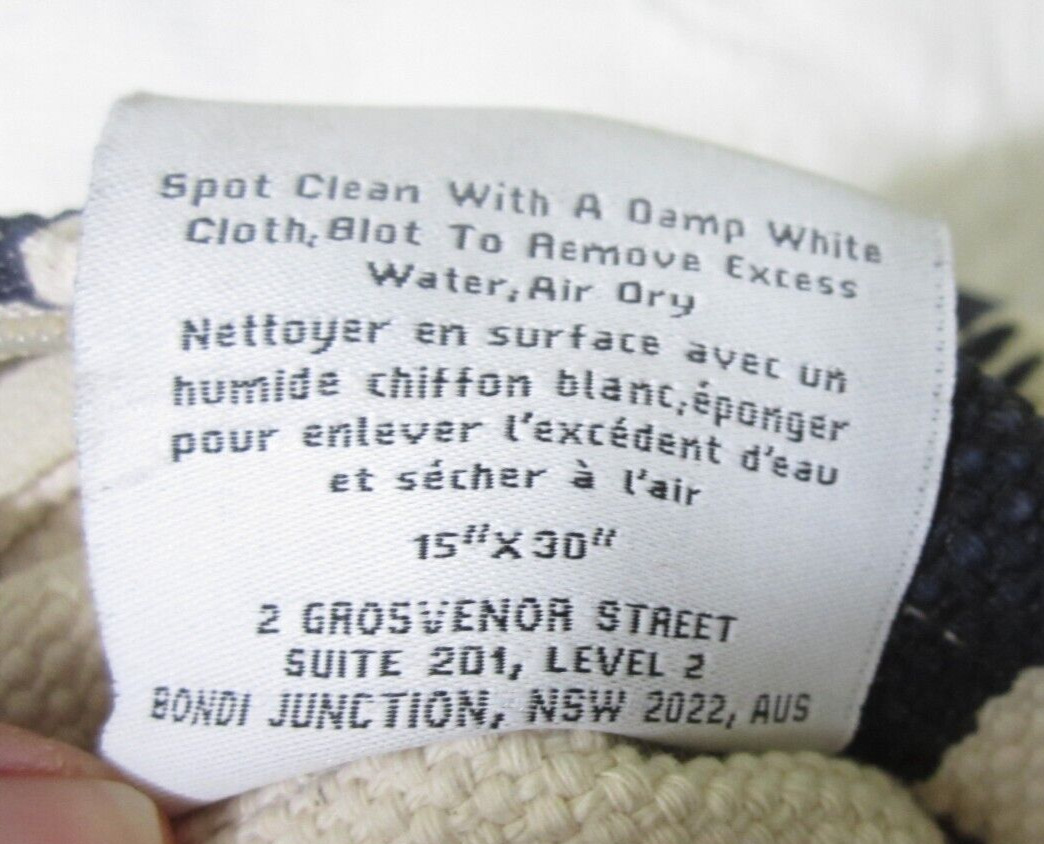 Spot Clean With A Damp White
Cloth,Blot To Remove Excess
Water,Air Dry
Nettoyer en surface avec un
humide chiffon blanc,éponger
pour enlever l'excédent d'eau
et sécher à l'air
15"X30"
2 GROSVENOR STREET
SUITE 201, LEVEL 2
BONDI JUNCTION, NSW 2022, AUS